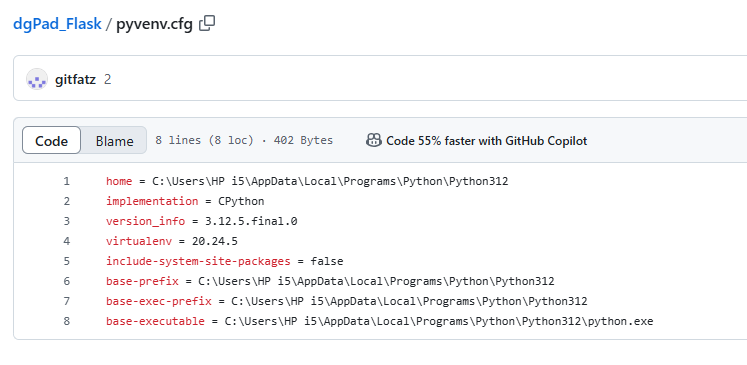 dgPad_Flask / pyvenv.cfg
gitfatz 2
Code Blame 8 lines (8 loc) · 402 Bytes Code 55% faster with GitHub Copilot
1 home = C:\Users\HP i5\AppData\Local\Programs\Python\Python312
2 implementation = CPython
3 version_info = 3.12.5.final.0
4 virtualenv = 20.24.5
5 include-system-site-packages = false
6 base-prefix = C:\Users\HP i5\AppData\Local\Programs\Python\Python312
7 base-exec-prefix = C:\Users\HP i5\AppData\Local\Programs\Python\Python312
8 base-executable = C:\Users\HP i5\AppData\Local\Programs\Python\Python312\python.exe